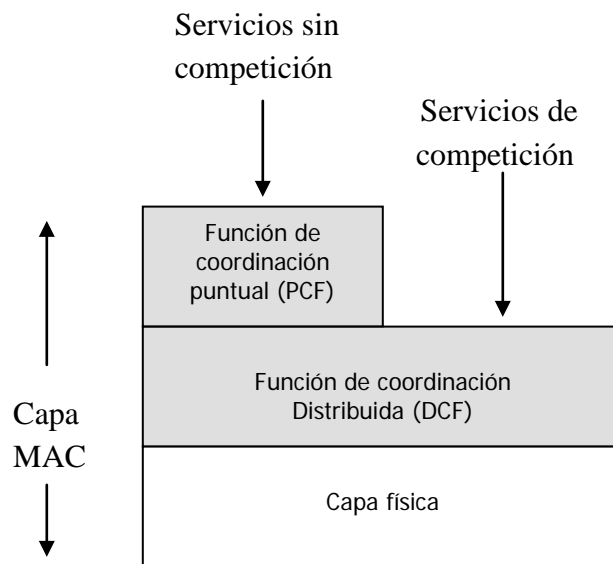 Servicios sin
competición
Servicios de
competición
Función de
coordinación
puntual (PCF)
Función de coordinación
Distribuida (DCF)
Capa
MAC
Capa física